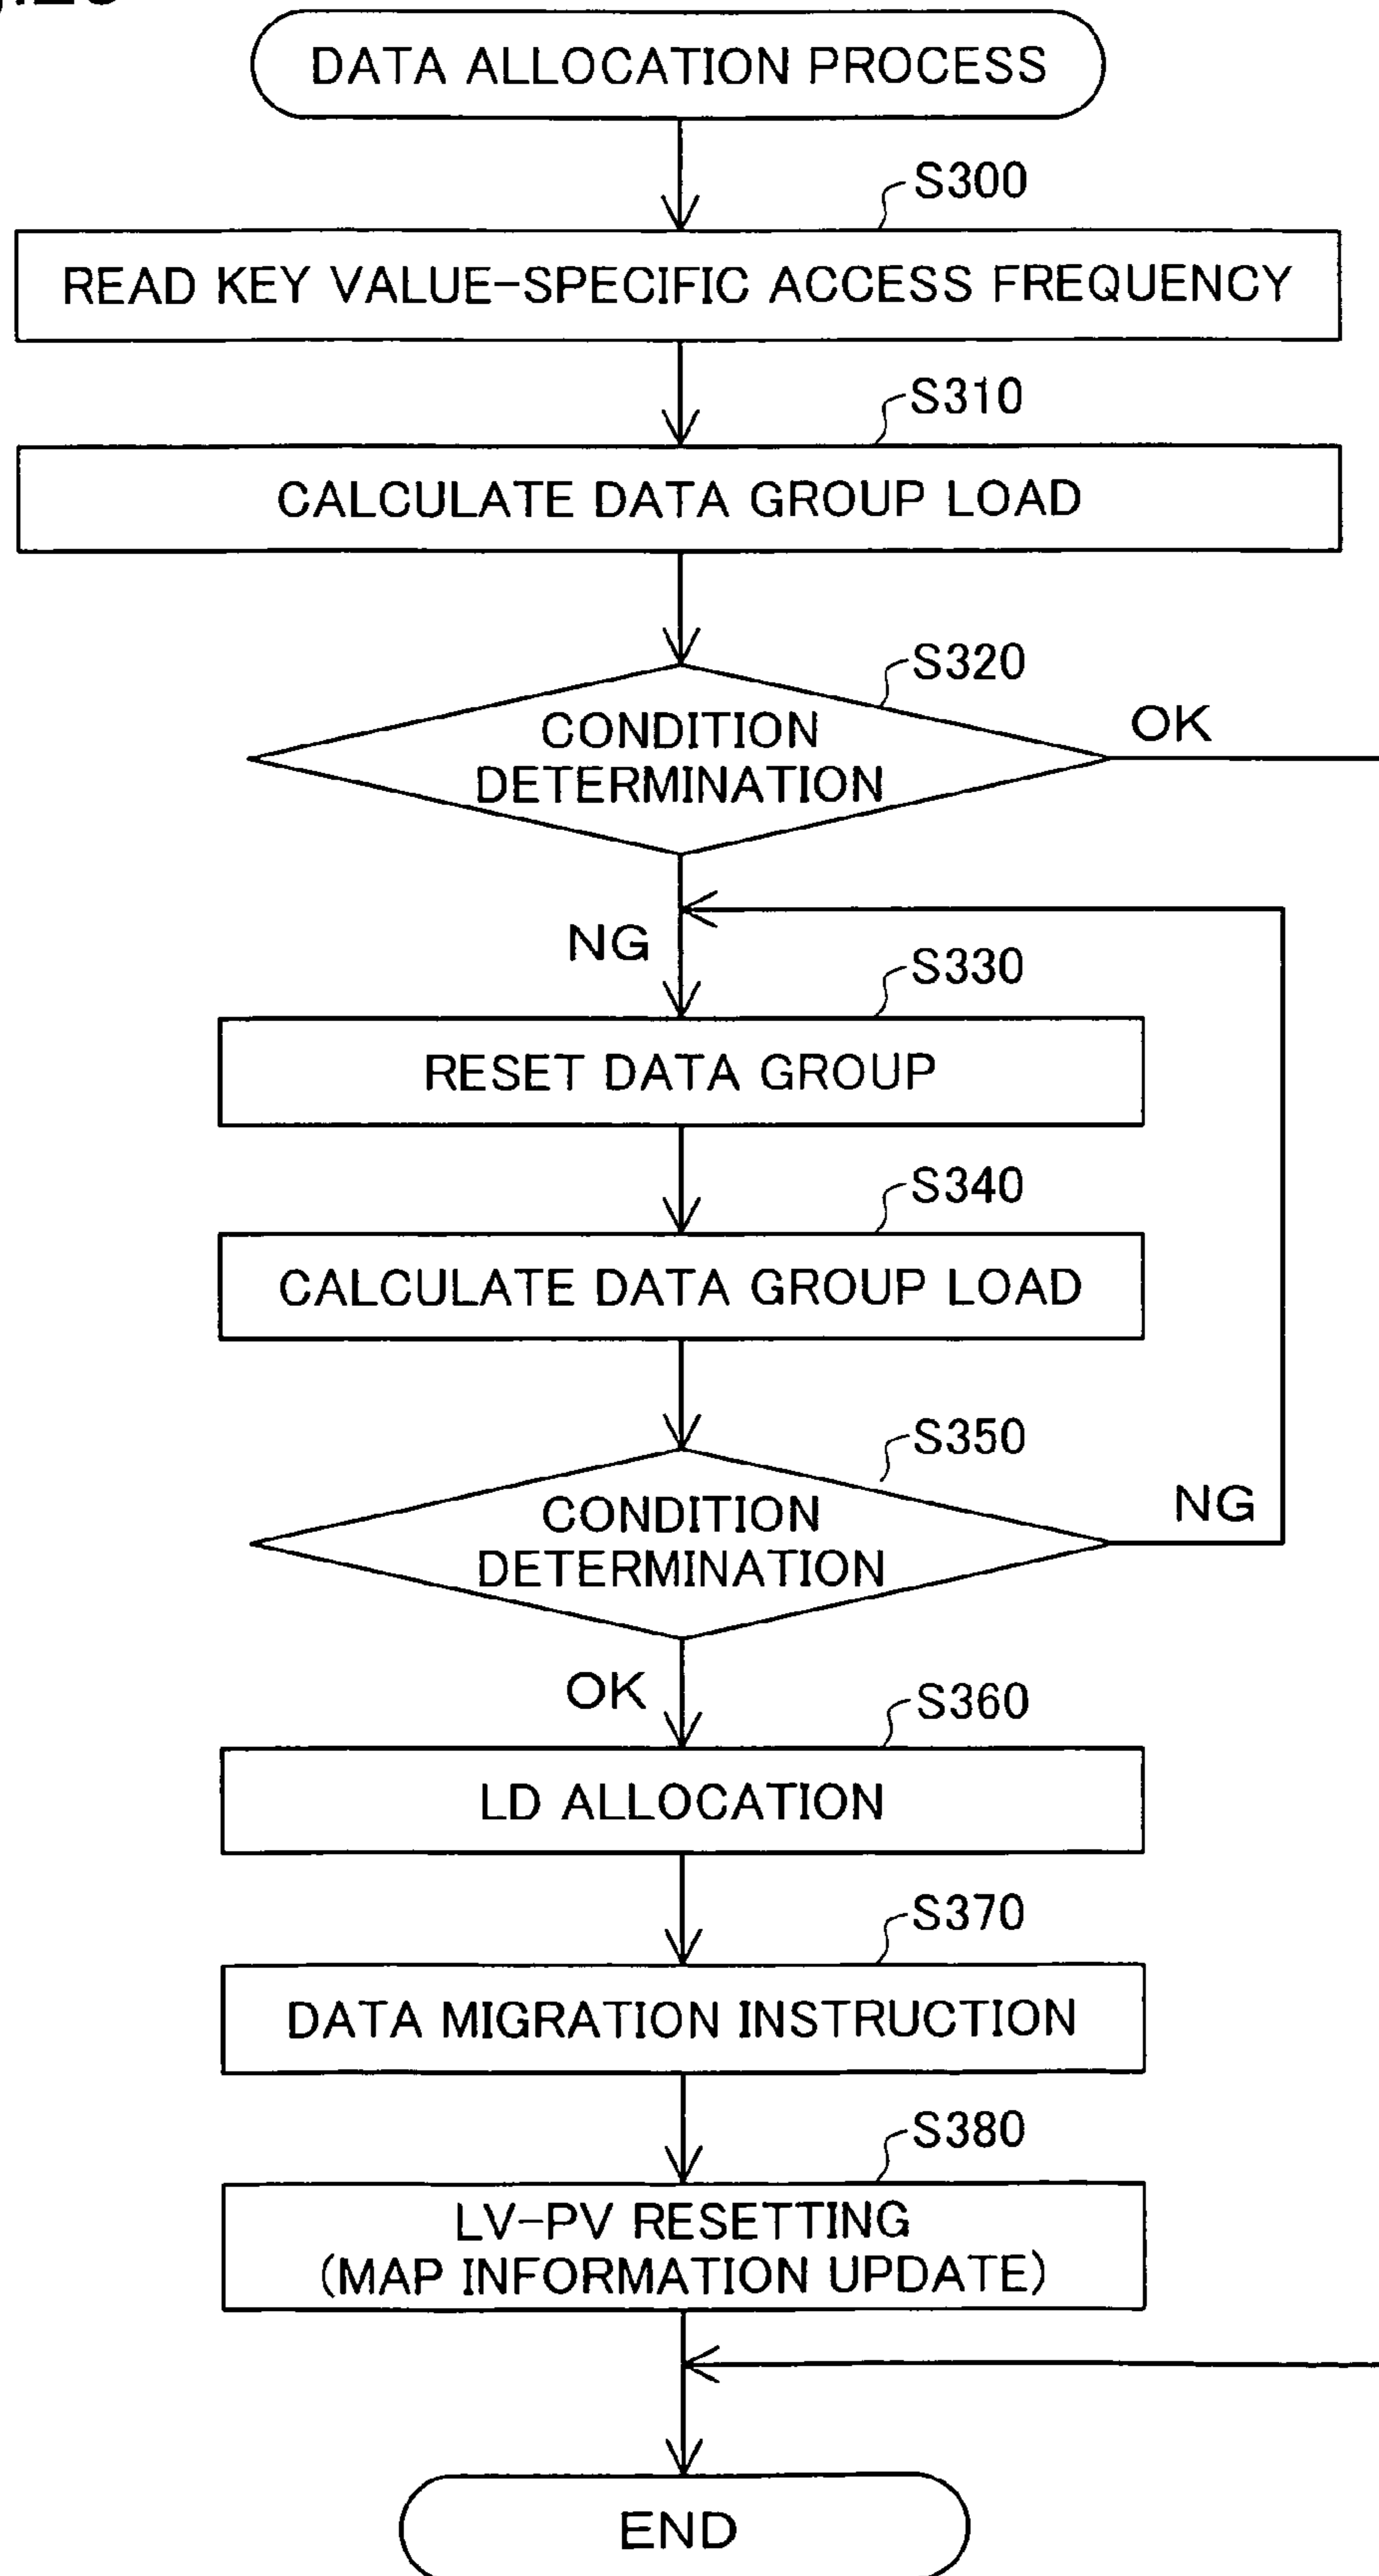 DATA ALLOCATION PROCESS
S300
READ KEY VALUE-SPECIFIC ACCESS FREQUENCY
S310
CALCULATE DATA GROUP LOAD
S320
CONDITION
DETERMINATION
OK
NG
S330
RESET DATA GROUP
S340
CALCULATE DATA GROUP LOAD
S350
CONDITION
DETERMINATION
NG
OK
S360
LD ALLOCATION
S370
DATA MIGRATION INSTRUCTION
S380
LV-PV RESETTING
(MAP INFORMATION UPDATE)
END